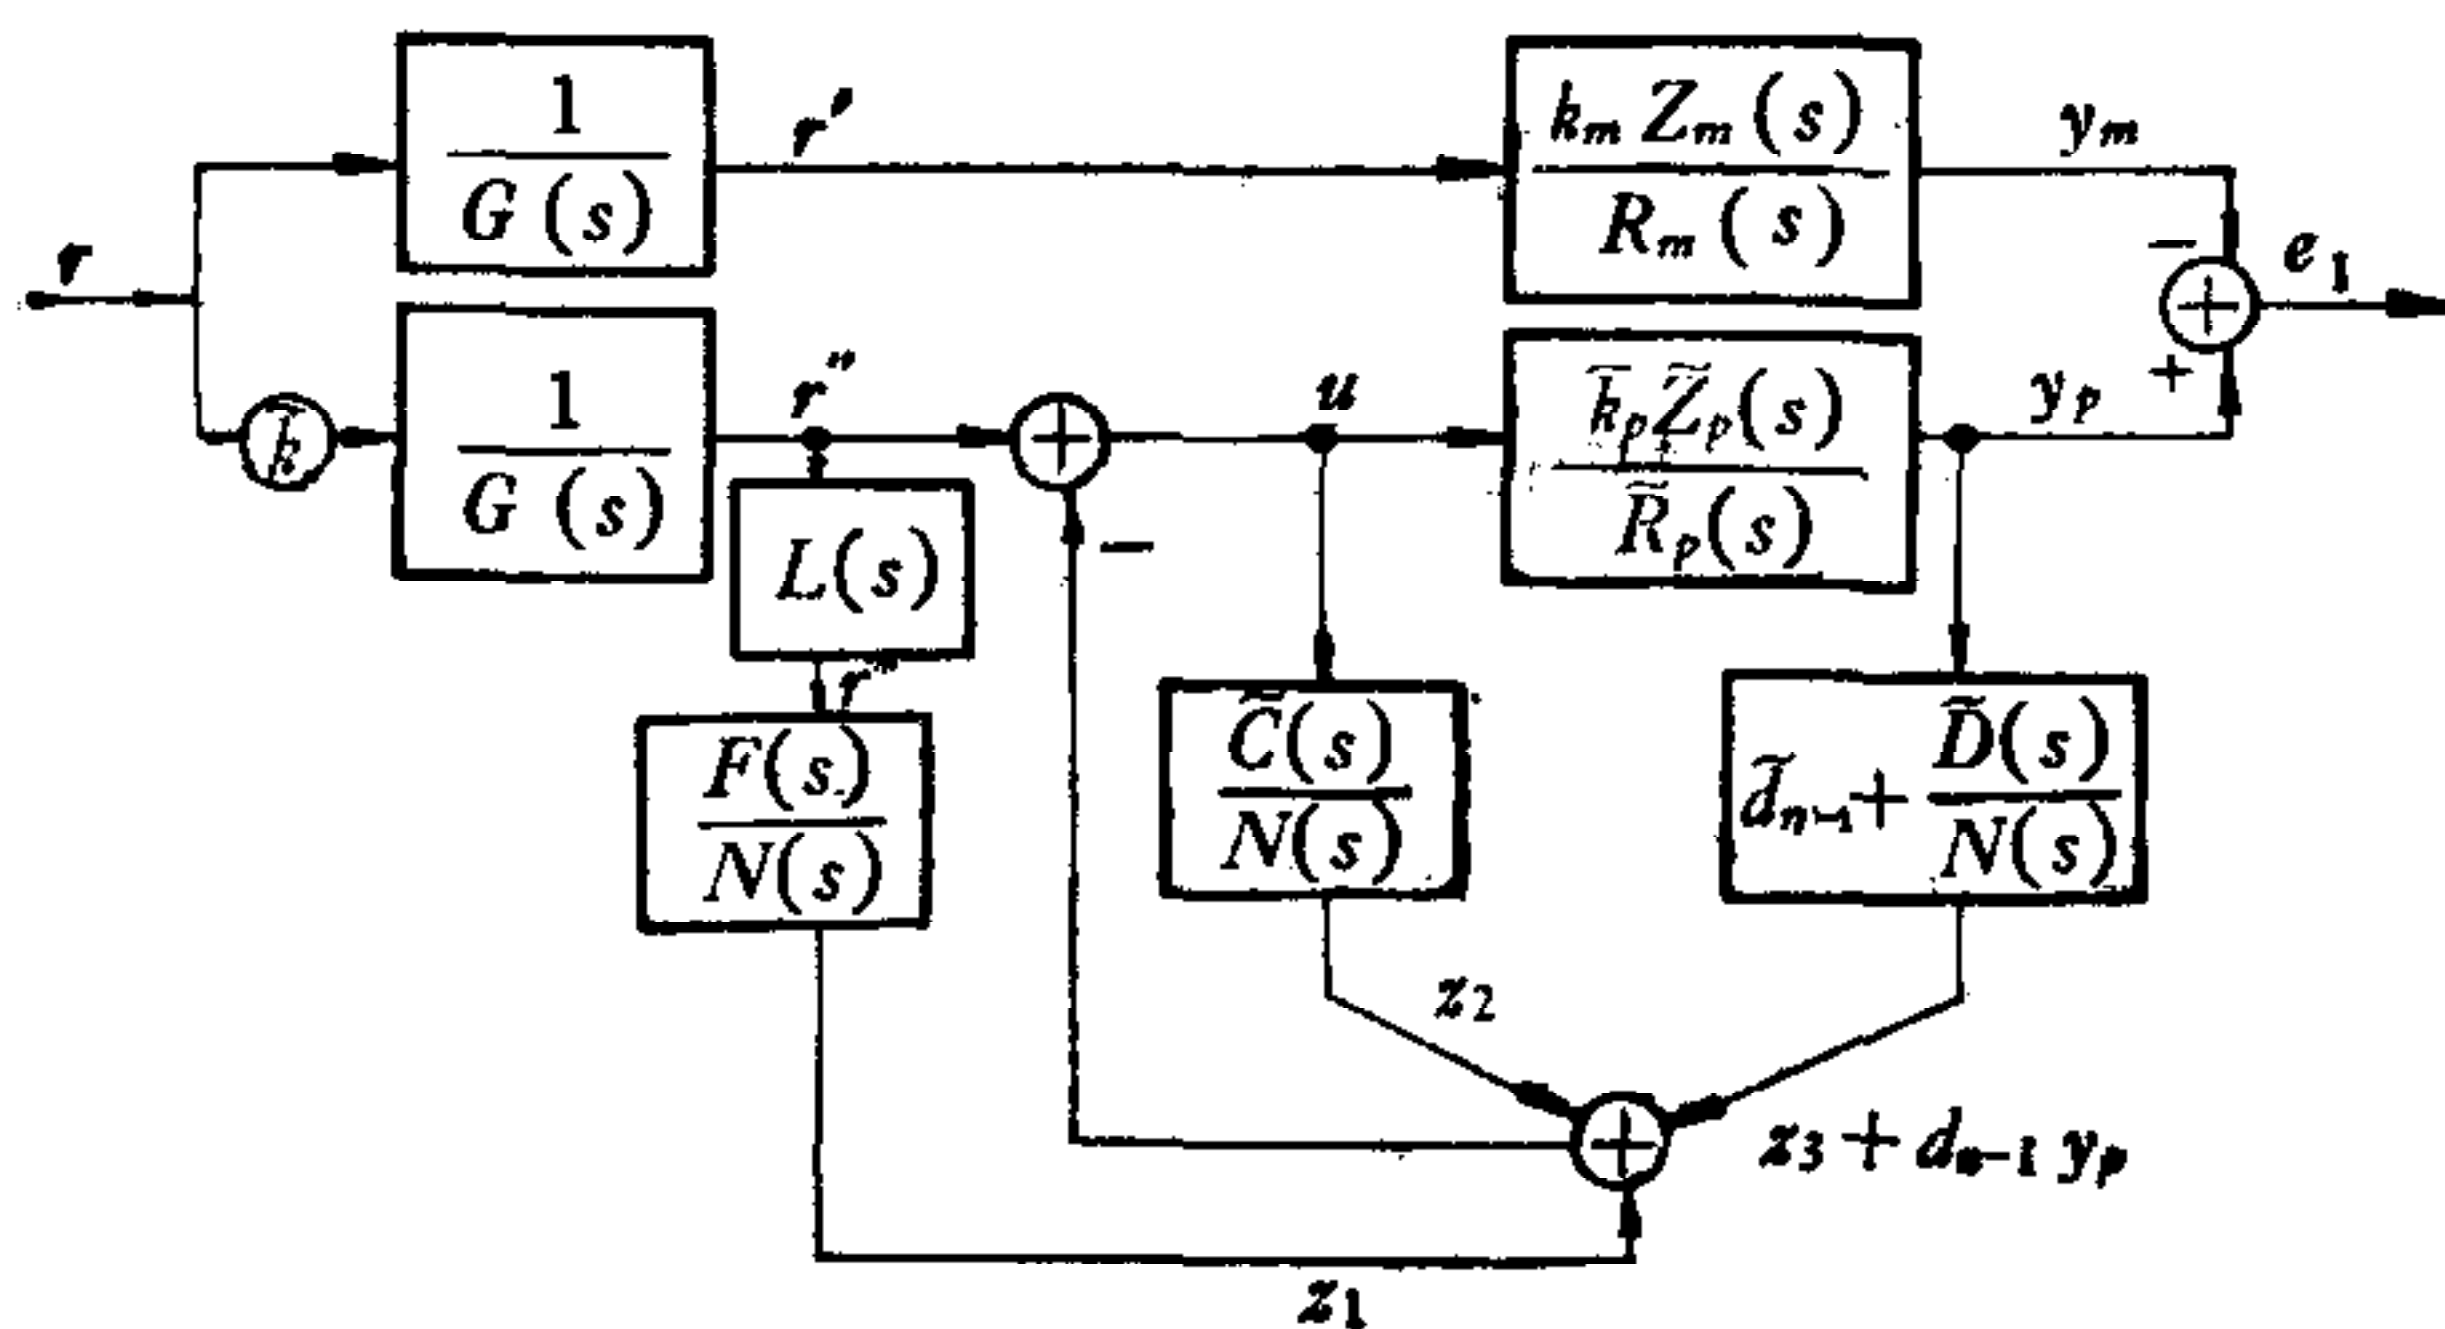 r
1
G (s)
r′
k_m Z_m (s)
R_m (s)
y_m
−
e_1
k̃
1
G (s)
r″
u
k̃_p Z̃_p(s)
R̃_p(s)
y_p
+
−
L(s)
F(s)
N(s)
C̃(s)
N(s)
d̃_{n-1} + D̃(s)
N(s)
z_2
z_3 + d_{n-1} y_p
z_1